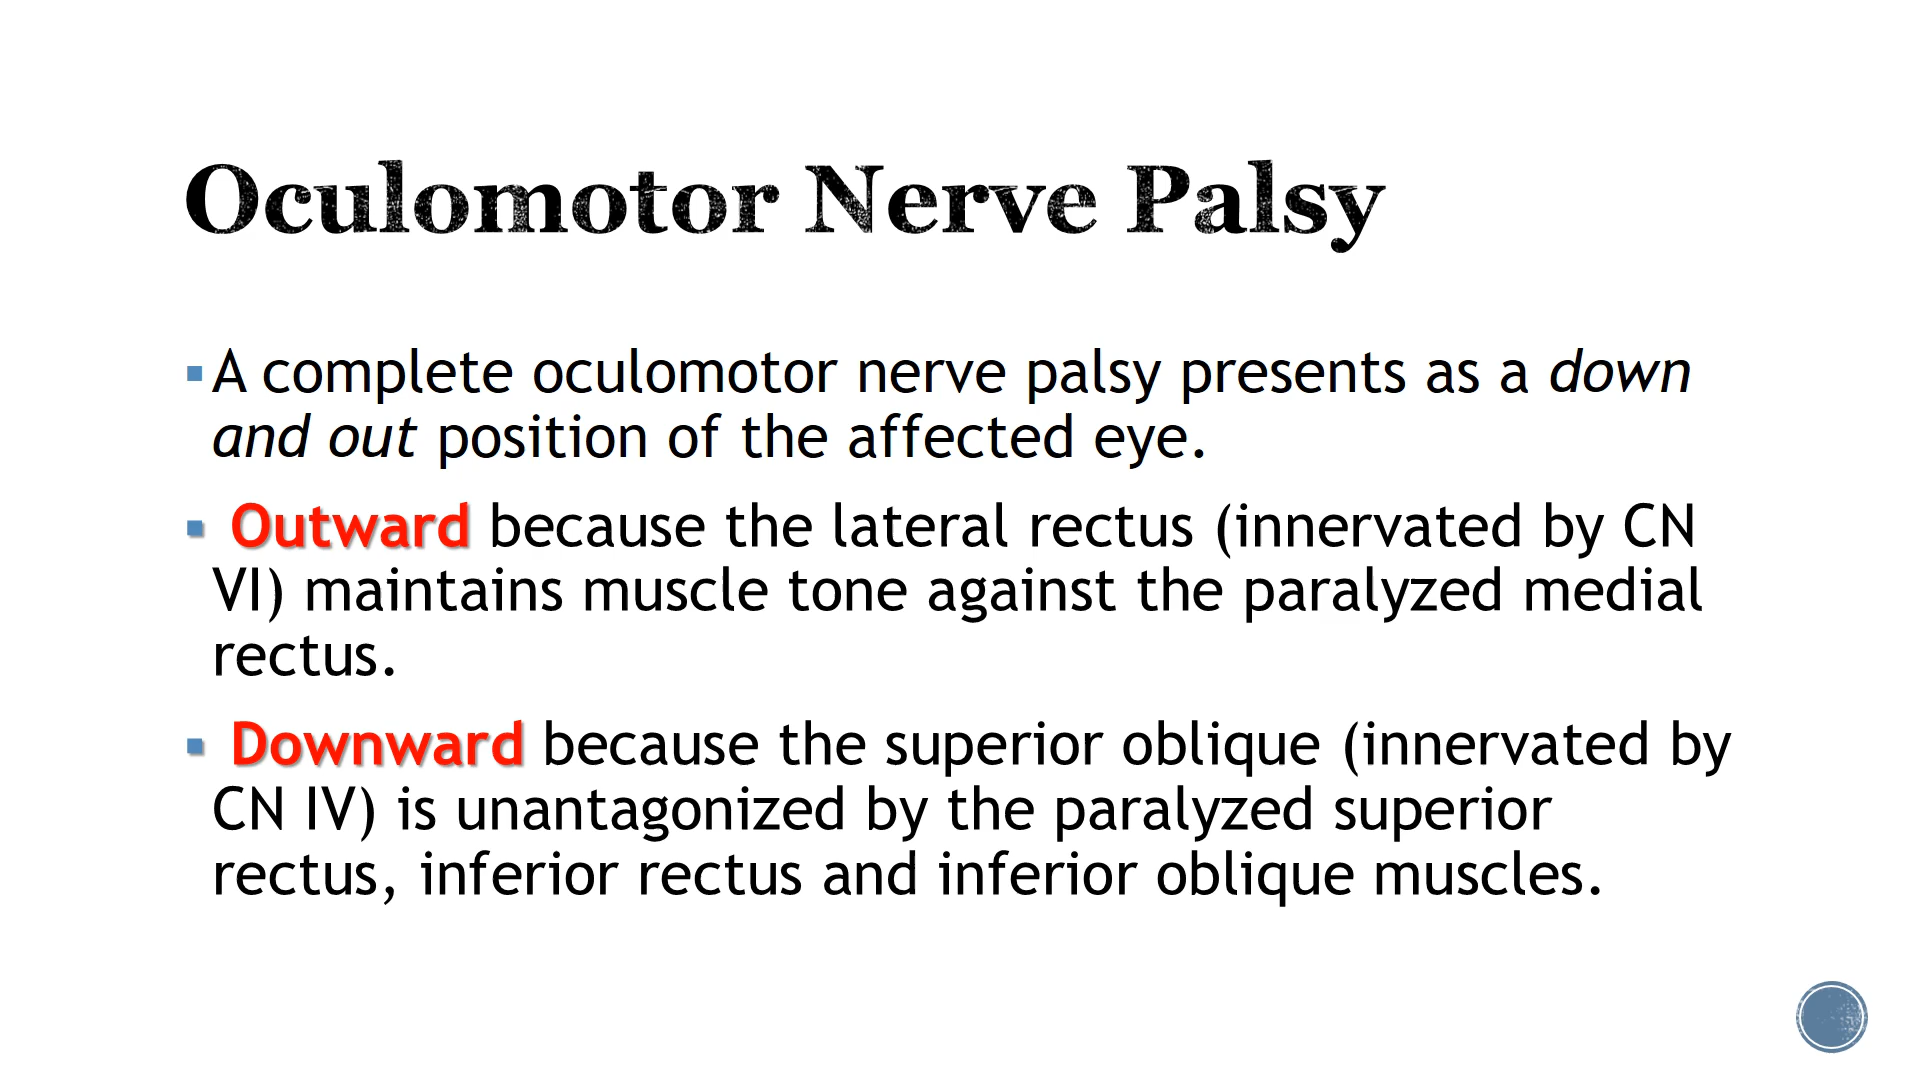 Oculomotor Nerve Palsy
▪A complete oculomotor nerve palsy presents as a down
and out position of the affected eye.
▪ Outward because the lateral rectus (innervated by CN
VI) maintains muscle tone against the paralyzed medial
rectus.
▪ Downward because the superior oblique (innervated by
CN IV) is unantagonized by the paralyzed superior
rectus, inferior rectus and inferior oblique muscles.